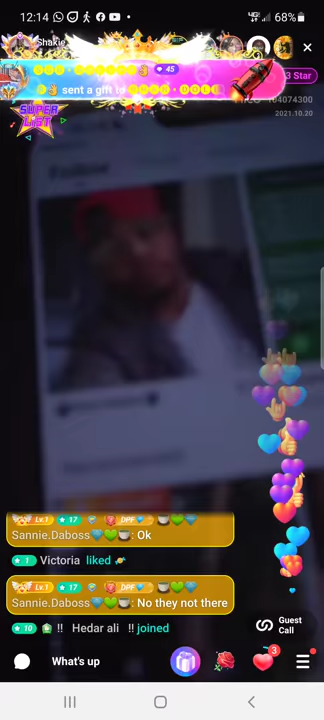 12:14
68%
Shakie
45
sent a gift to
3 Star
104074300
2021.10.20
SUPER
LIST
Lv.1 17 DPF
Sannie.Daboss : Ok
1 Victoria liked
Lv.1 17 DPF
Sannie.Daboss : No they not there
10 !! Hedar ali !! joined
Guest
Call
What's up
3